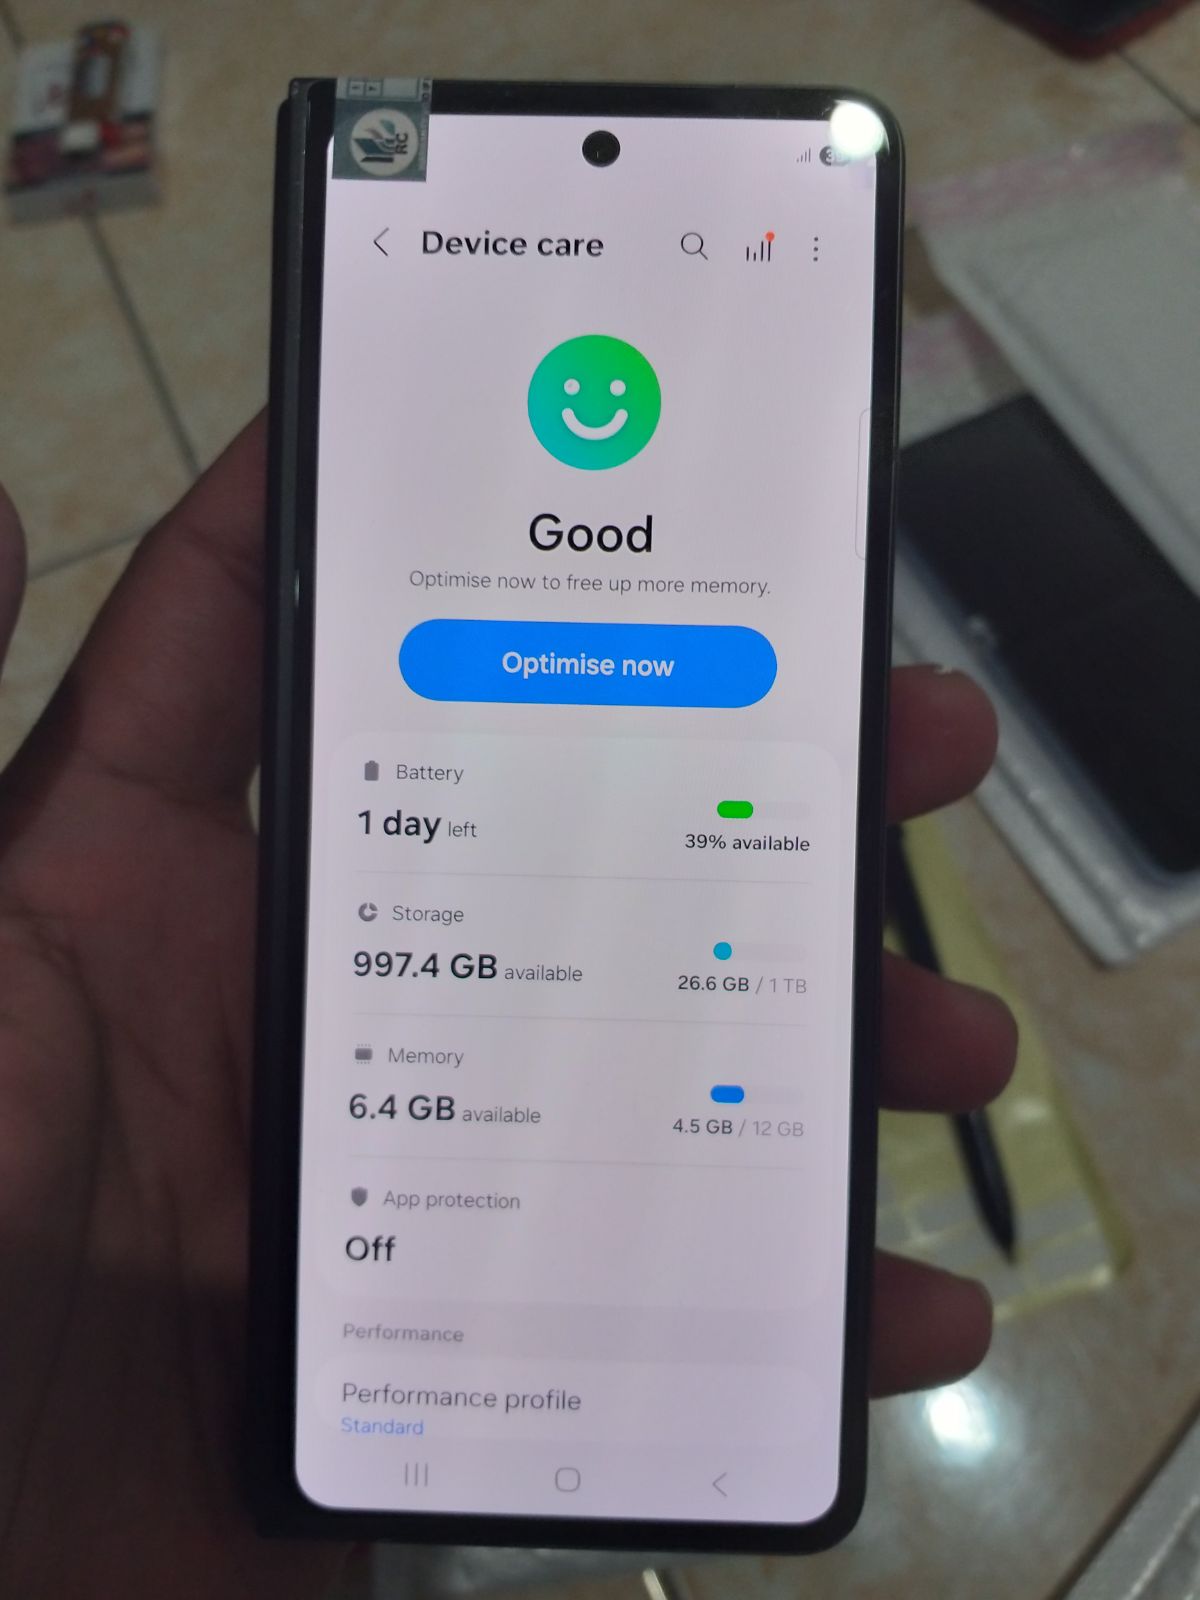 RC
Device care
Good
Optimise now to free up more memory.
Optimise now
Battery
1 day left
39% available
Storage
997.4 GB available
26.6 GB / 1 TB
Memory
6.4 GB available
4.5 GB / 12 GB
App protection
Off
Performance
Performance profile
Standard